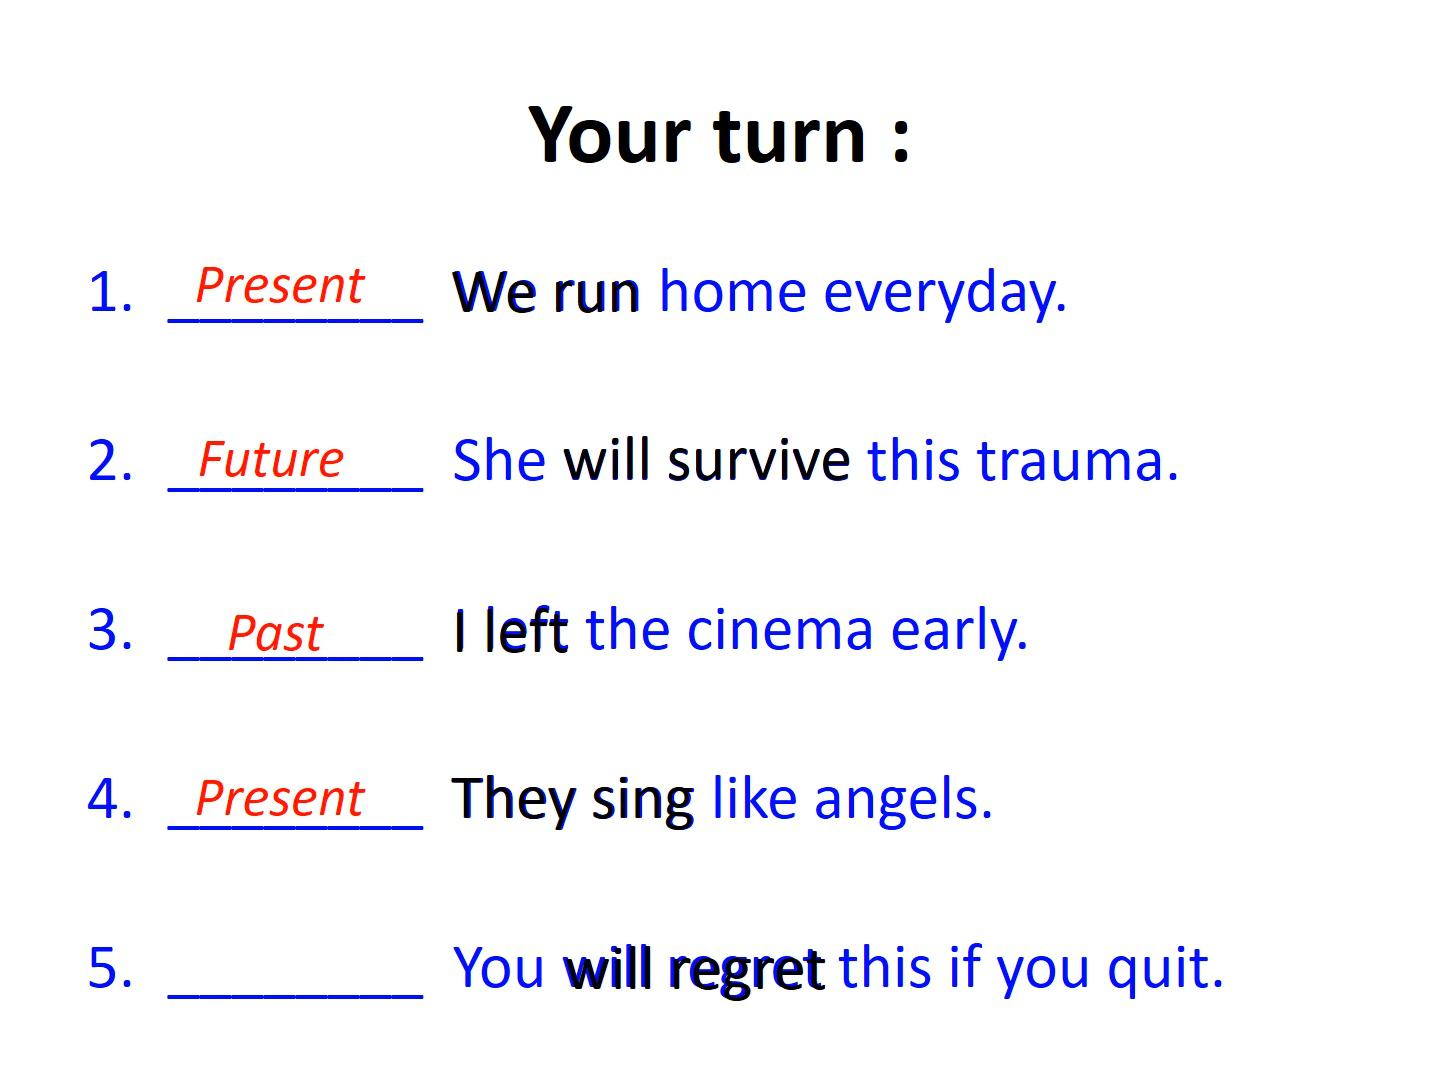 Your turn :
1. Present We run home everyday.
2. Future She will survive this trauma.
3. Past I left the cinema early.
4. Present They sing like angels.
5. ________ You will regret this if you quit.